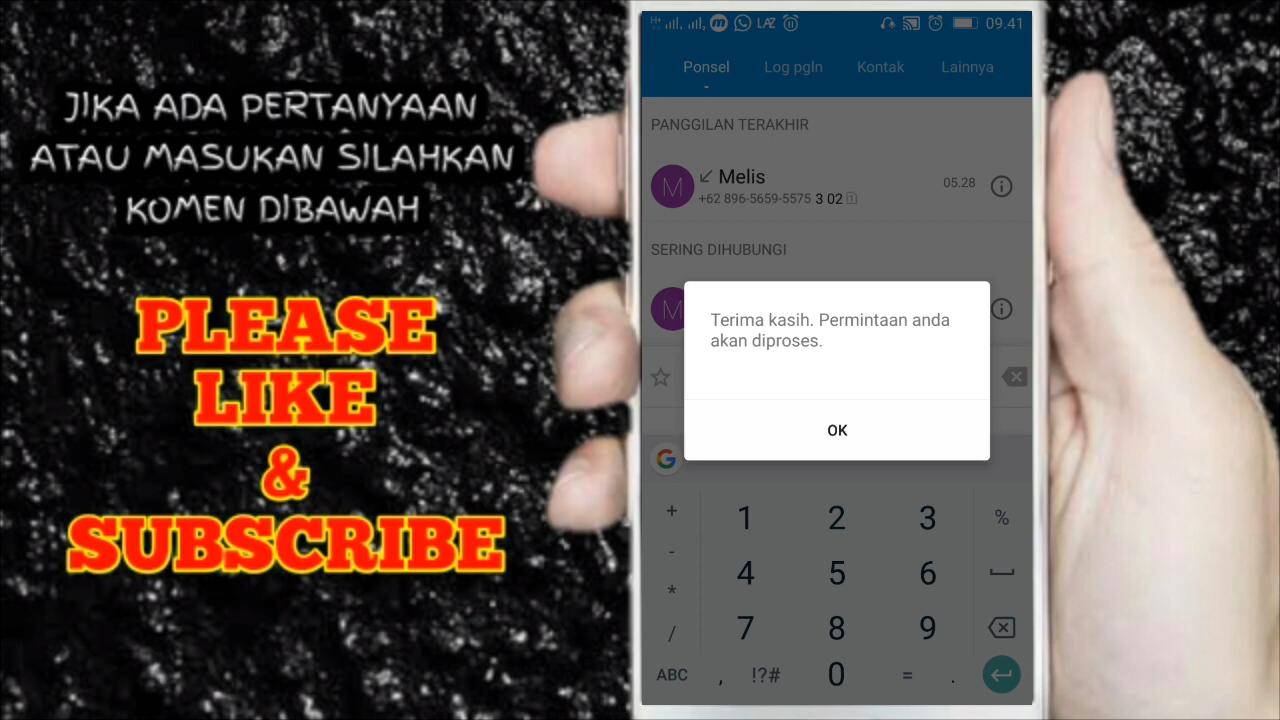 JIKA ADA PERTANYAAN
ATAU MASUKAN SILAHKAN
KOMEN DIBAWAH
PLEASE
LIKE
&
SUBSCRIBE
H+ m LAZ 09.41
Ponsel Log pgln Kontak Lainnya
PANGGILAN TERAKHIR
M Melis 05.28
+62 896-5659-5575 3 02 1
SERING DIHUBUNGI
M
Terima kasih. Permintaan anda
akan diproses.
OK
G
+ 1 2 3 %
-
4 5 6
*
7 8 9
/
ABC , !?# 0 = .